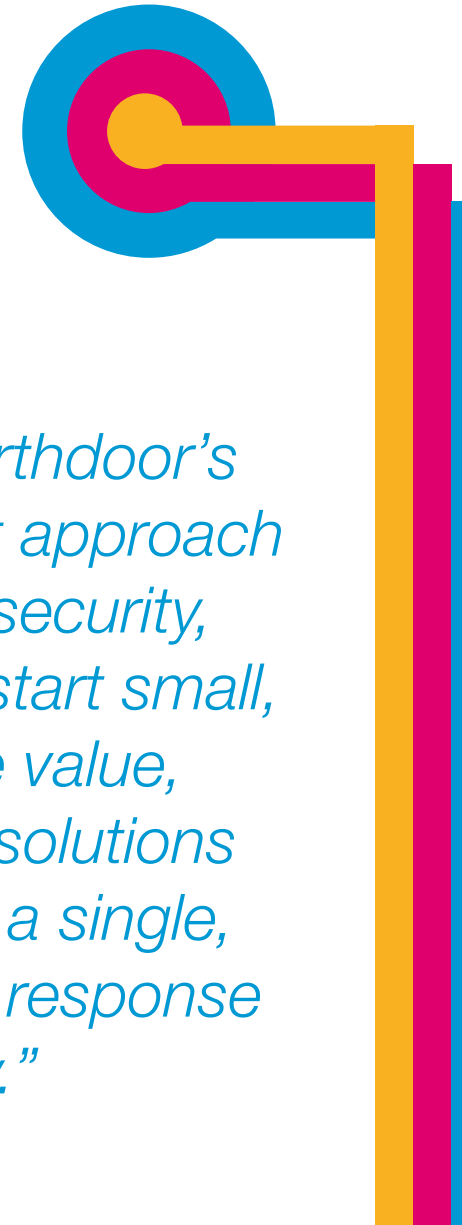 rthdoor’s
approach
security,
start small,
value,
solutions
a single,
response
.”